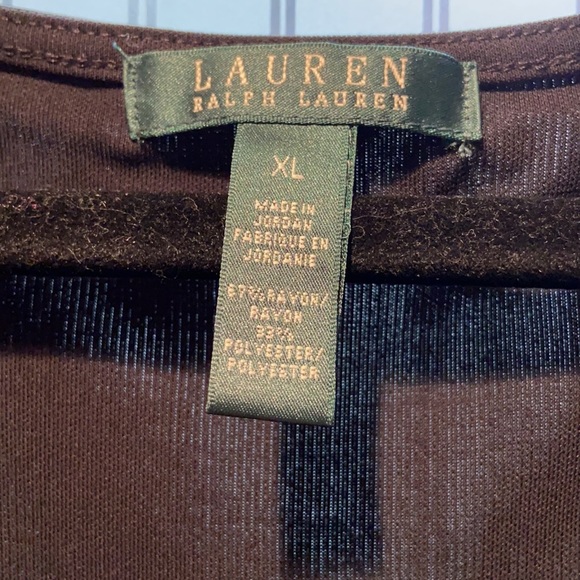 LAUREN
RALPH LAUREN
XL
MADE IN
JORDAN
FABRIQUE EN
JORDANIE
67% RAYON/
RAYON
33%
POLYESTER/
POLYESTER